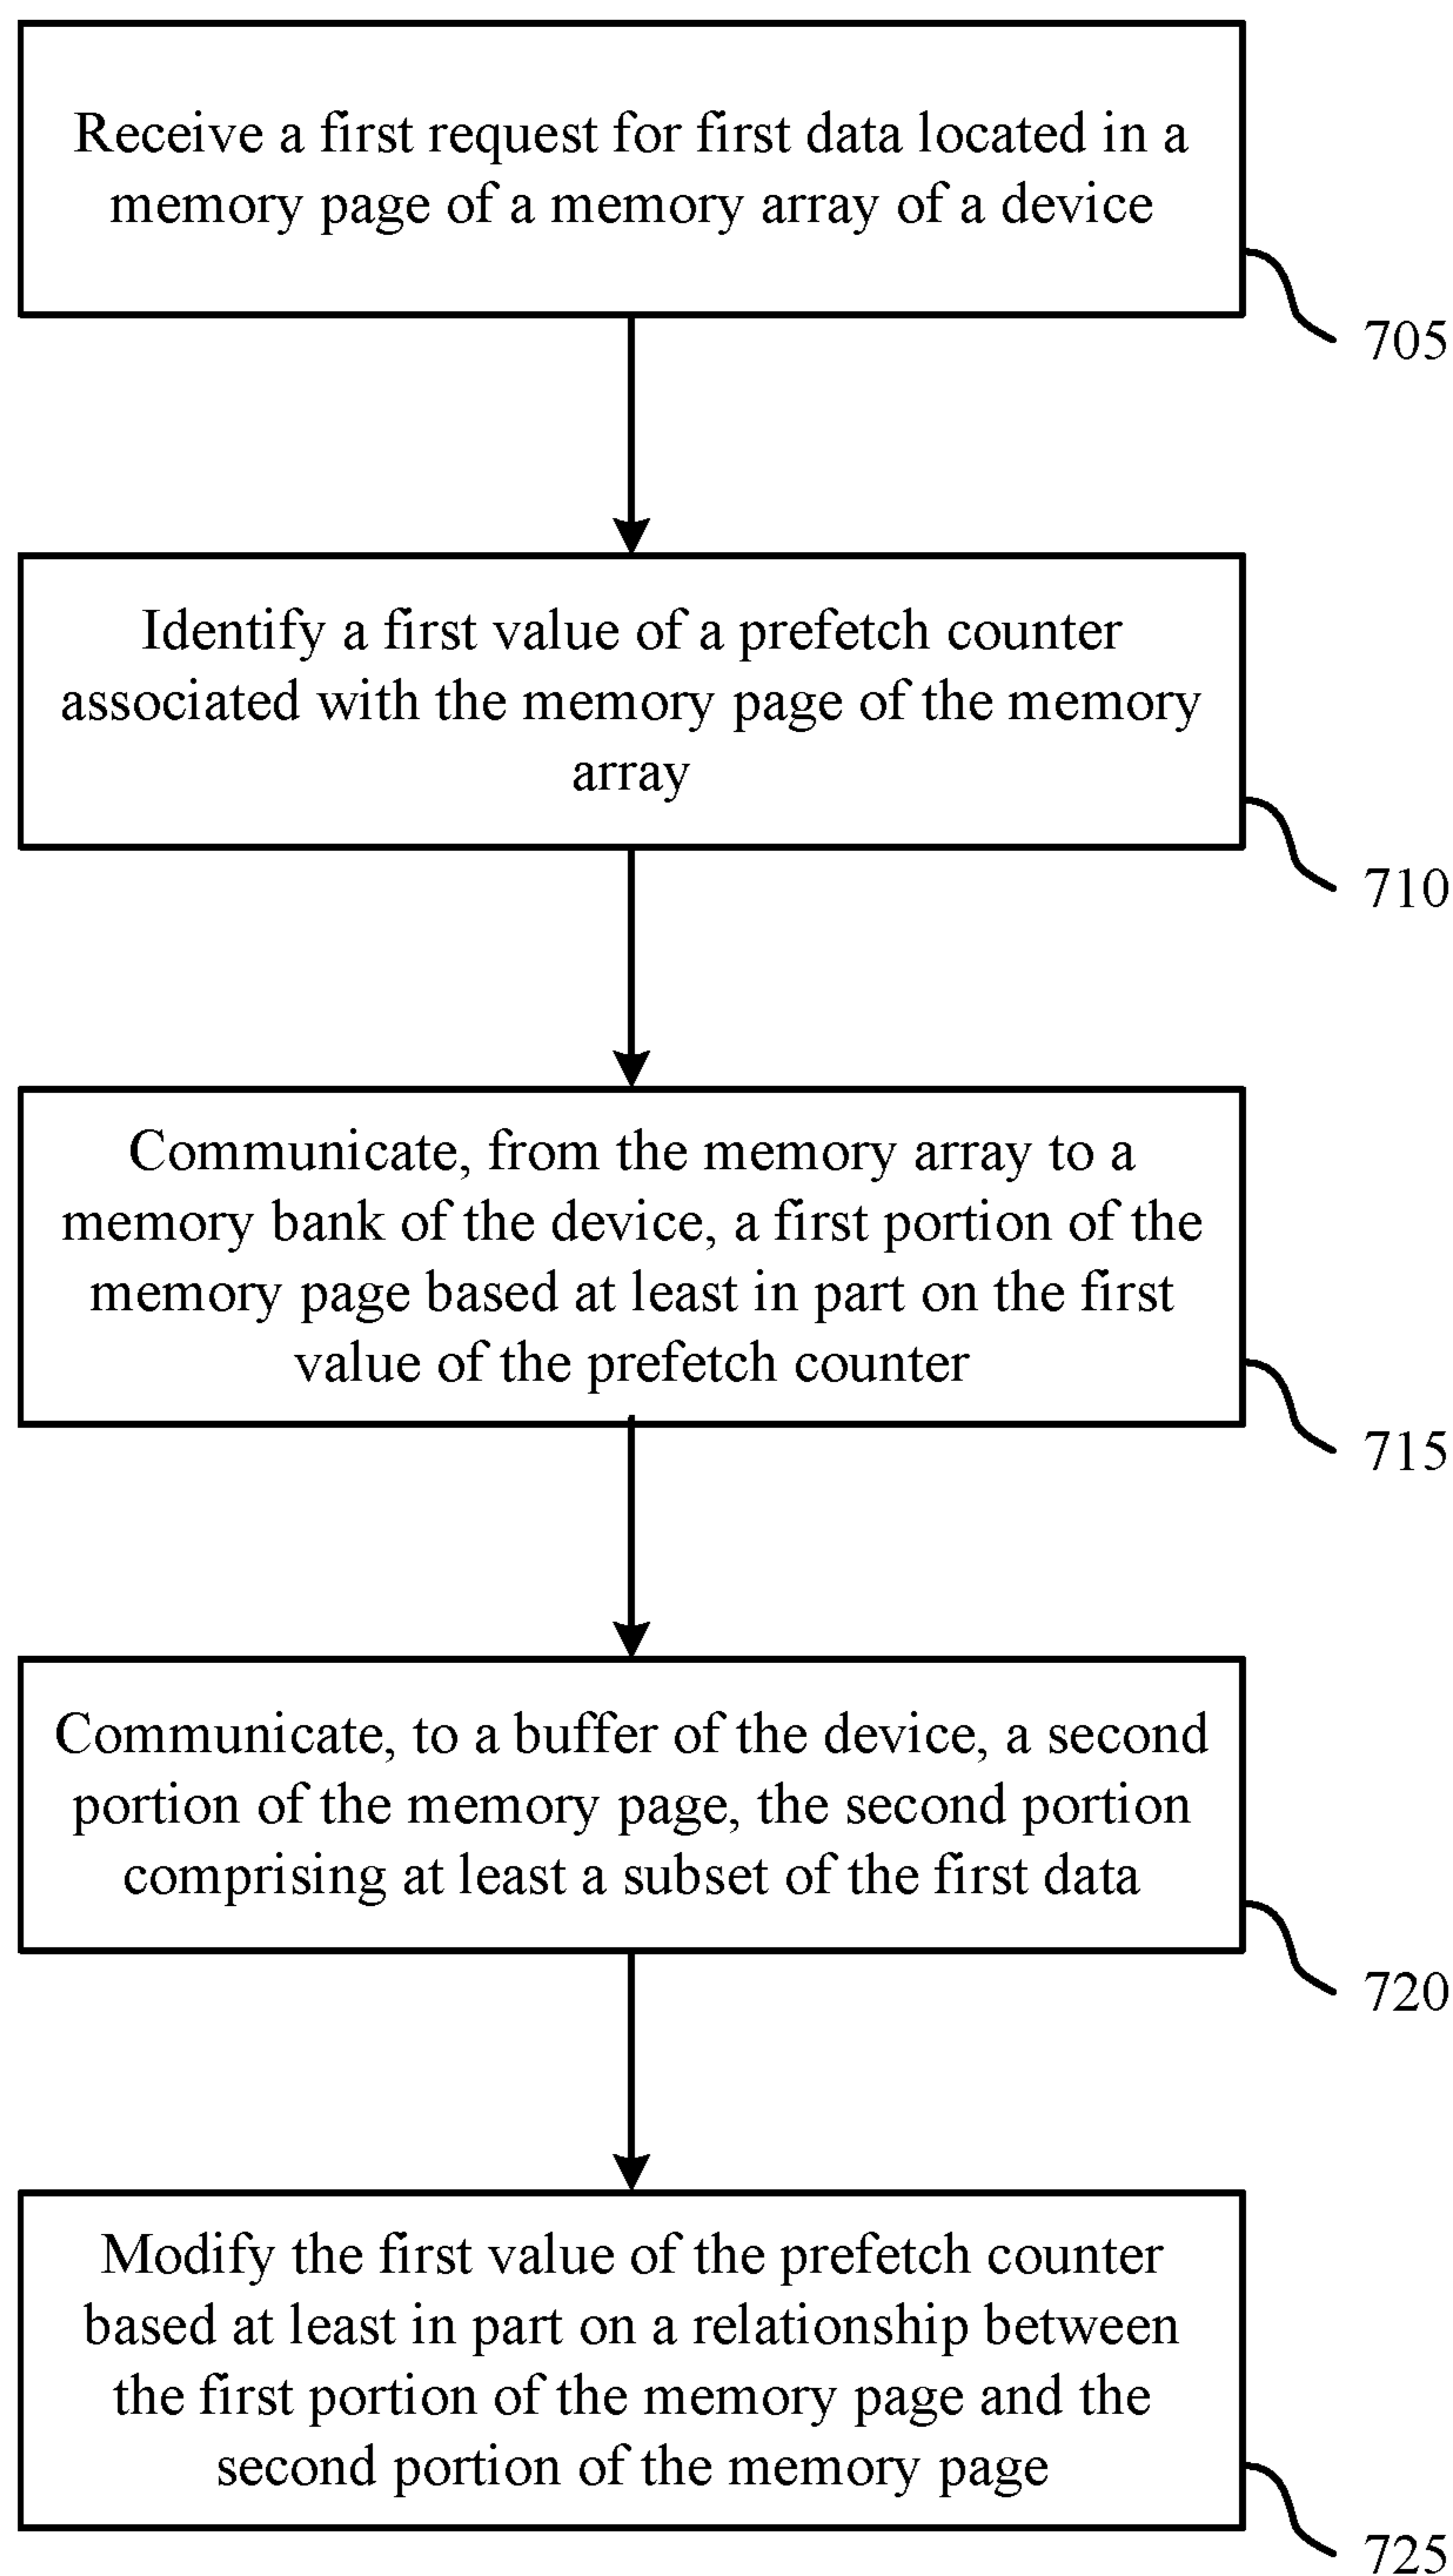 Receive a first request for first data located in a
memory page of a memory array of a device
705
Identify a first value of a prefetch counter
associated with the memory page of the memory
array
710
Communicate, from the memory array to a
memory bank of the device, a first portion of the
memory page based at least in part on the first
value of the prefetch counter
715
Communicate, to a buffer of the device, a second
portion of the memory page, the second portion
comprising at least a subset of the first data
720
Modify the first value of the prefetch counter
based at least in part on a relationship between
the first portion of the memory page and the
second portion of the memory page
725